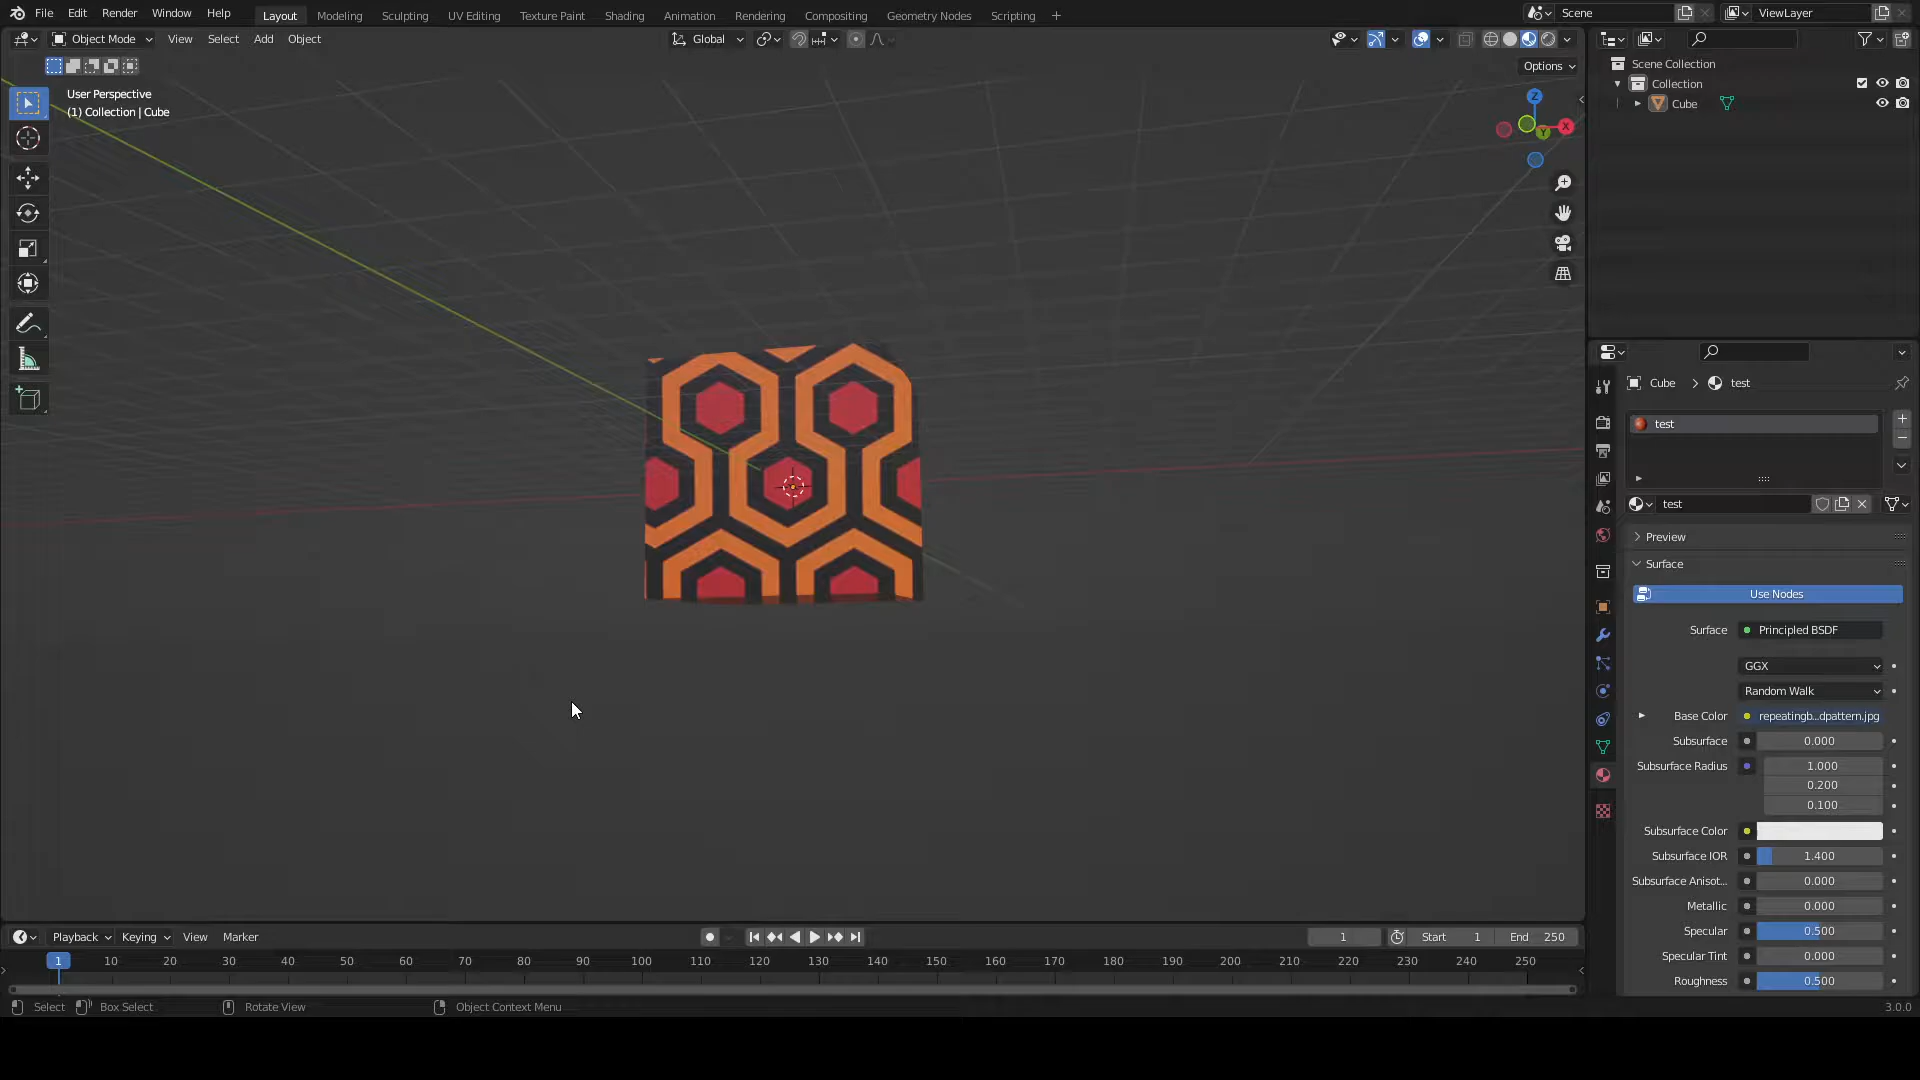 File Edit Render Window Help Layout Modeling Sculpting UV Editing Texture Paint Shading Animation Rendering Compositing Geometry Nodes Scripting + Scene ViewLayer
Object Mode View Select Add Object Global
Options
User Perspective
(1) Collection | Cube
Z
X
Y
Scene Collection
Collection
Cube
Cube > test
test
test
Preview
Surface
Use Nodes
Surface Principled BSDF
GGX
Random Walk
Base Color repeatingb...dpattern.jpg
Subsurface 0.000
Subsurface Radius 1.000
0.200
0.100
Subsurface Color
Subsurface IOR 1.400
Subsurface Anisot... 0.000
Metallic 0.000
Specular 0.500
Specular Tint 0.000
Roughness 0.500
Playback Keying View Marker 1 Start 1 End 250
1 10 20 30 40 50 60 70 80 90 100 110 120 130 140 150 160 170 180 190 200 210 220 230 240 250
Select Box Select Rotate View Object Context Menu 3.0.0